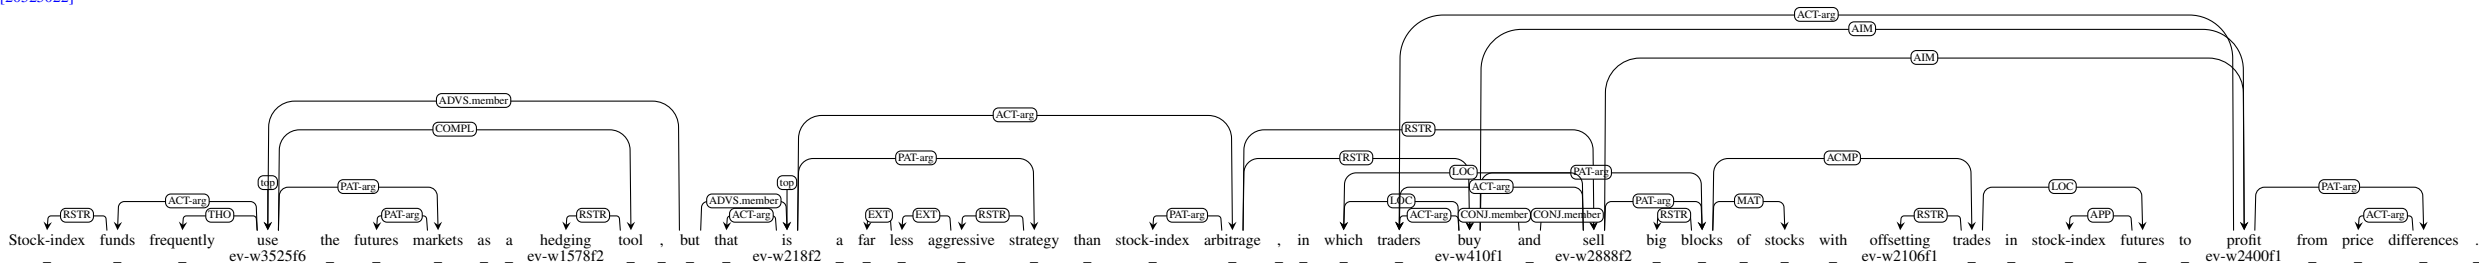 ACT-arg
AIM
AIM
ADVS.member
ACT-arg
COMPL RSTR
PAT-arg RSTR ACMP
LOC PAT-arg
top PAT-arg top ACT-arg LOC PAT-arg
ACT-arg ADVS.member LOC PAT-arg MAT
RSTR THO PAT-arg RSTR ACT-arg EXT EXT RSTR PAT-arg ACT-arg CONJ.member CONJ.member RSTR RSTR APP ACT-arg
Stock-index funds frequently use the futures markets as a hedging tool , but that is a far less aggressive strategy than stock-index arbitrage , in which traders buy and sell big blocks of stocks with offsetting trades in stock-index futures to profit from price differences .
ev-w3525f6 ev-w1578f2 ev-w218f2 ev-w410f1 ev-w2888f2 ev-w2106f1 ev-w2400f1